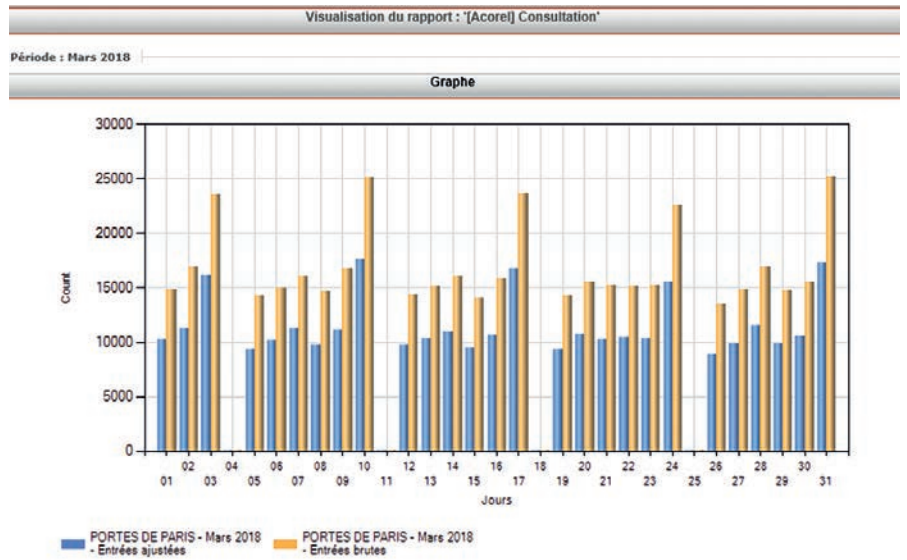 Visualisation du rapport : '[Acorel] Consultation'
Période : Mars 2018
Graphe
30000
25000
20000
15000
10000
5000
0
Count
02 04 06 08 10 12 14 16 18 20 22 24 26 28 30
01 03 05 07 09 11 13 15 17 19 21 23 25 27 29 31
Jours
PORTES DE PARIS - Mars 2018
- Entrées ajustées
PORTES DE PARIS - Mars 2018
- Entrées brutes